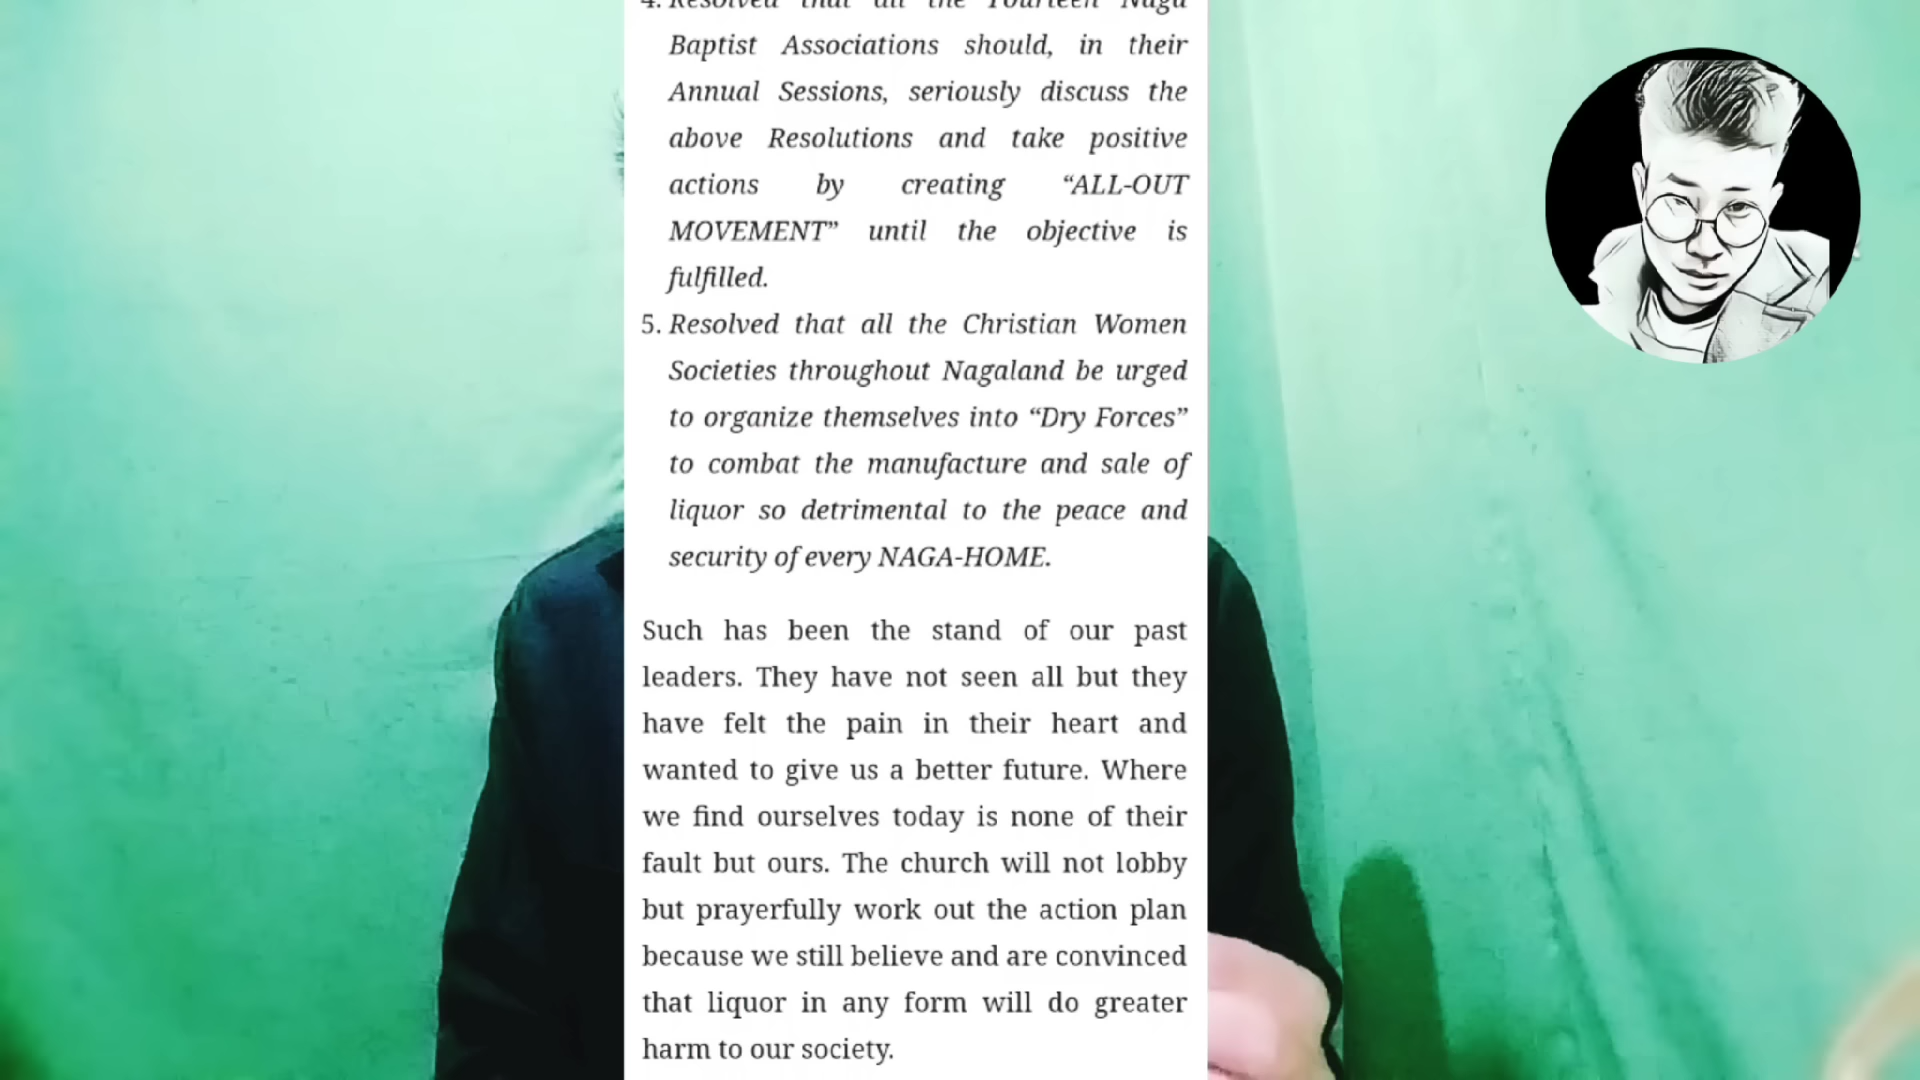 4. Resolved that all the Fourteen Naga
Baptist Associations should, in their
Annual Sessions, seriously discuss the
above Resolutions and take positive
actions by creating “ALL-OUT
MOVEMENT” until the objective is
fulfilled.
5. Resolved that all the Christian Women
Societies throughout Nagaland be urged
to organize themselves into “Dry Forces”
to combat the manufacture and sale of
liquor so detrimental to the peace and
security of every NAGA-HOME.
Such has been the stand of our past
leaders. They have not seen all but they
have felt the pain in their heart and
wanted to give us a better future. Where
we find ourselves today is none of their
fault but ours. The church will not lobby
but prayerfully work out the action plan
because we still believe and are convinced
that liquor in any form will do greater
harm to our society.